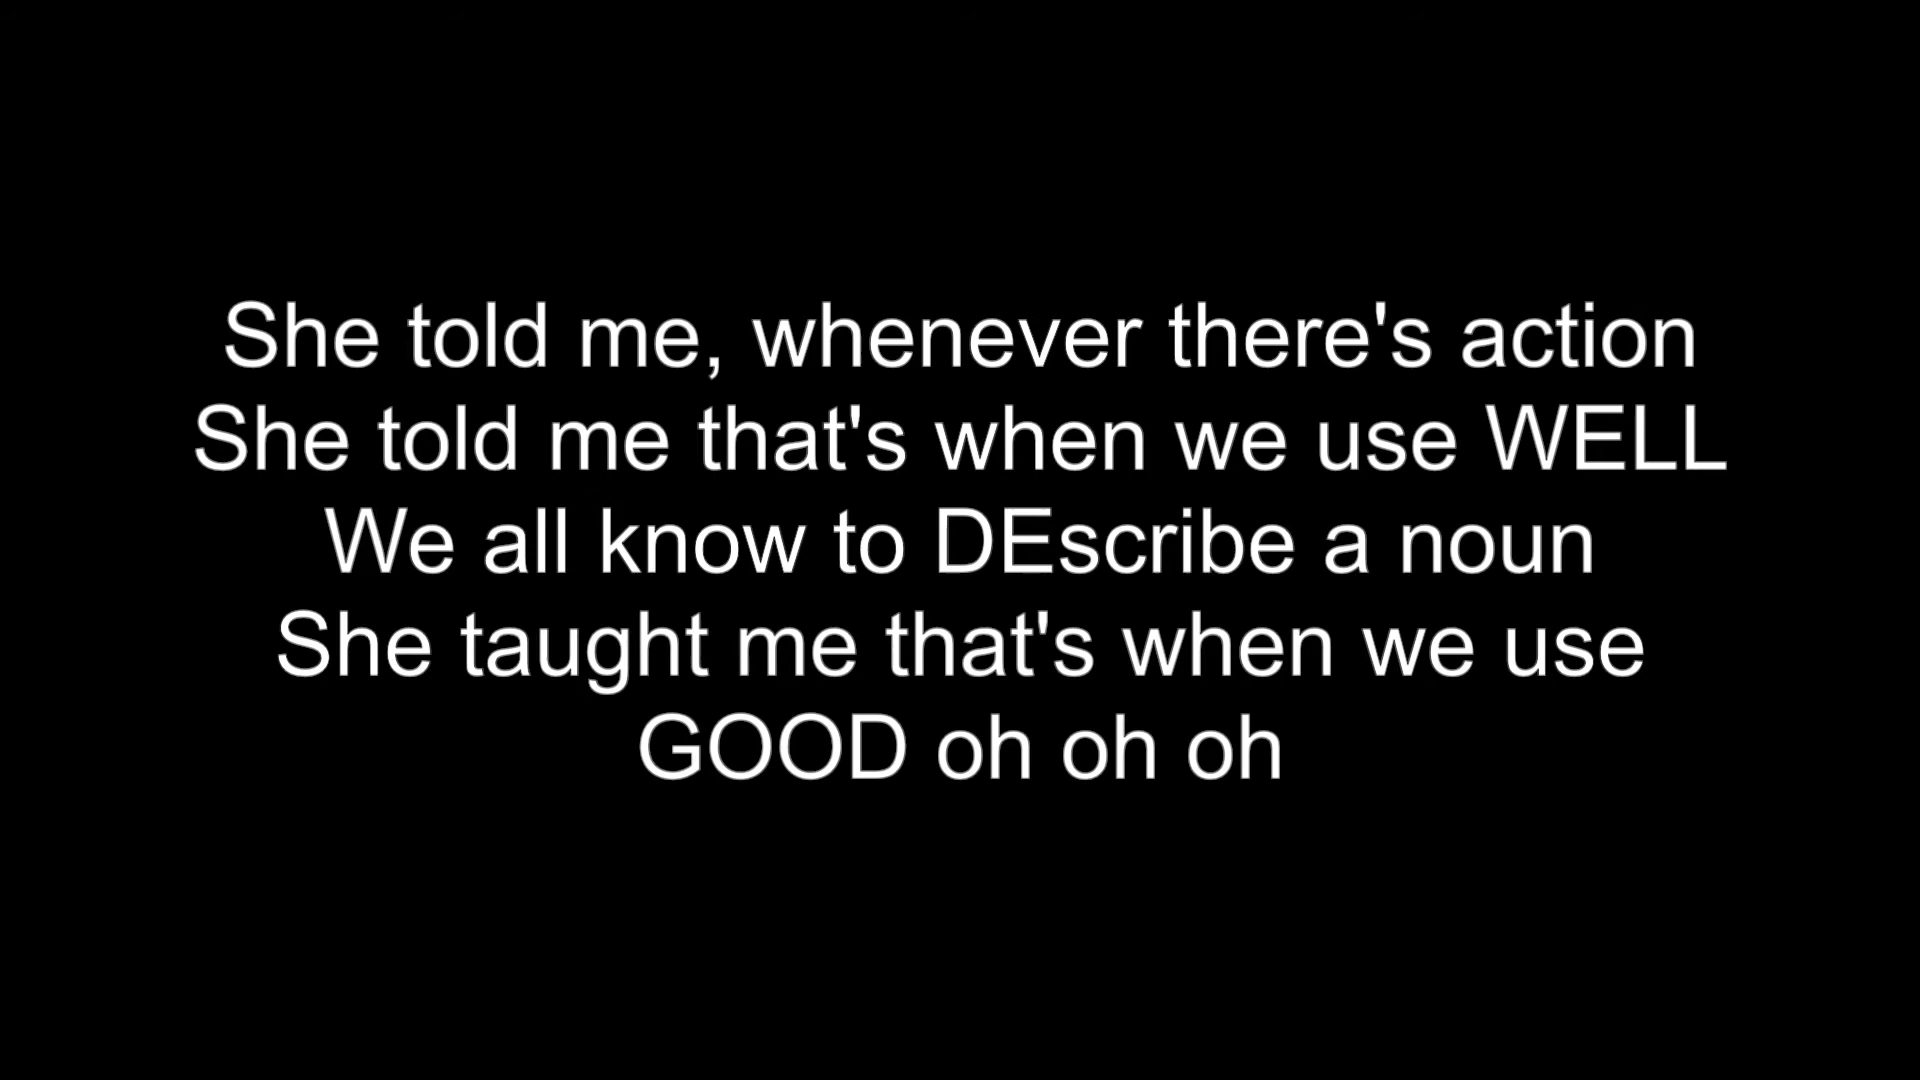 She told me, whenever there's action
She told me that's when we use WELL
We all know to DEscribe a noun
She taught me that's when we use
GOOD oh oh oh